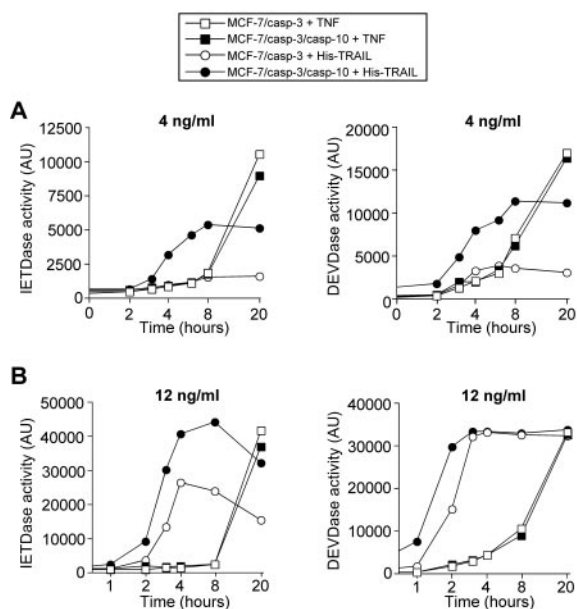 MCF-7/casp-3 + TNF
MCF-7/casp-3/casp-10 + TNF
MCF-7/casp-3 + His-TRAIL
MCF-7/casp-3/casp-10 + His-TRAIL
A
4 ng/ml
IETDase activity (AU)
12500
10000
7500
5000
2500
0
0 2 4 8 20
Time (hours)
4 ng/ml
DEVDase activity (AU)
20000
15000
10000
5000
0
0 2 4 8 20
Time (hours)
B
12 ng/ml
IETDase activity (AU)
50000
40000
30000
20000
10000
0
1 2 4 8 20
Time (hours)
12 ng/ml
DEVDase activity (AU)
40000
30000
20000
10000
0
1 2 4 8 20
Time (hours)